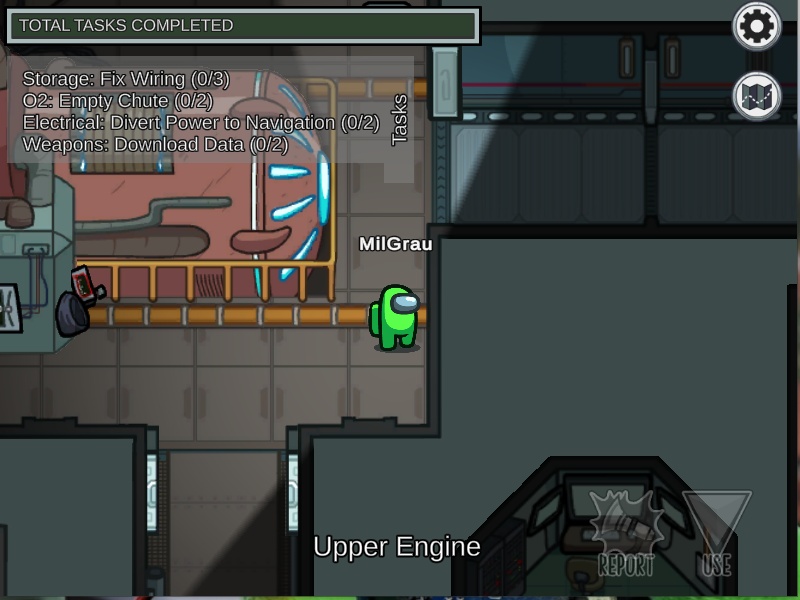 TOTAL TASKS COMPLETED
Storage: Fix Wiring (0/3)
O2: Empty Chute (0/2)
Electrical: Divert Power to Navigation (0/2)
Weapons: Download Data (0/2)
Tasks
MilGrau
Upper Engine
REPORT
USE